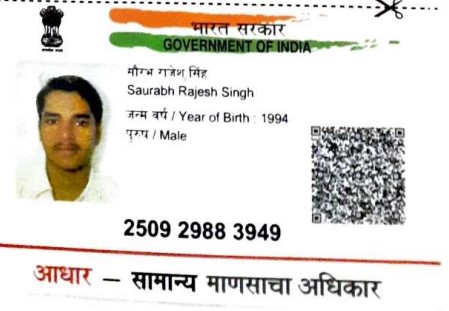 भारत सरकार
GOVERNMENT OF INDIA
सौरभ राजेश सिंह
Saurabh Rajesh Singh
जन्म वर्ष / Year of Birth : 1994
पुरुष / Male
2509 2988 3949
आधार – सामान्य माणसाचा अधिकार